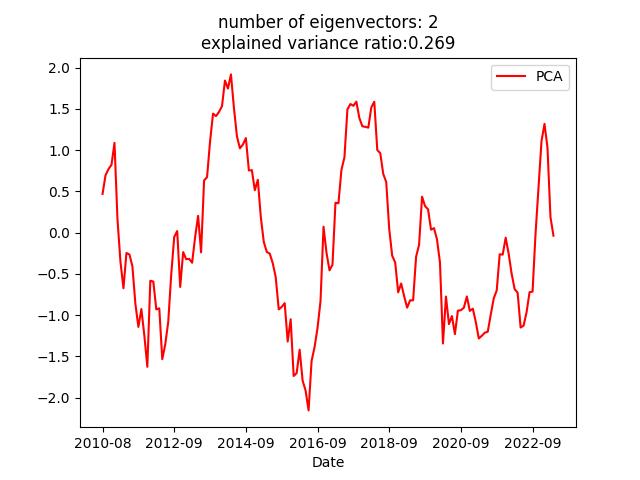 number of eigenvectors: 2
explained variance ratio:0.269
PCA
2.0
1.5
1.0
0.5
0.0
−0.5
−1.0
−1.5
−2.0
2010-08 2012-09 2014-09 2016-09 2018-09 2020-09 2022-09
Date